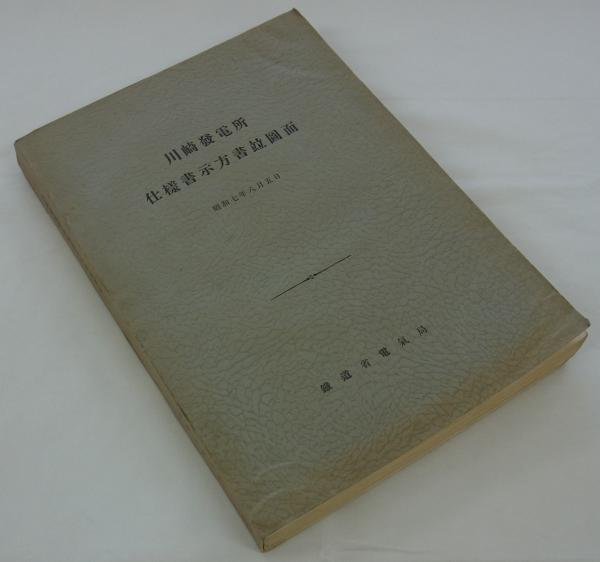 川崎發電所
仕樣書示方書竝圖面
昭和七年八月五日
鐵道省電氣局